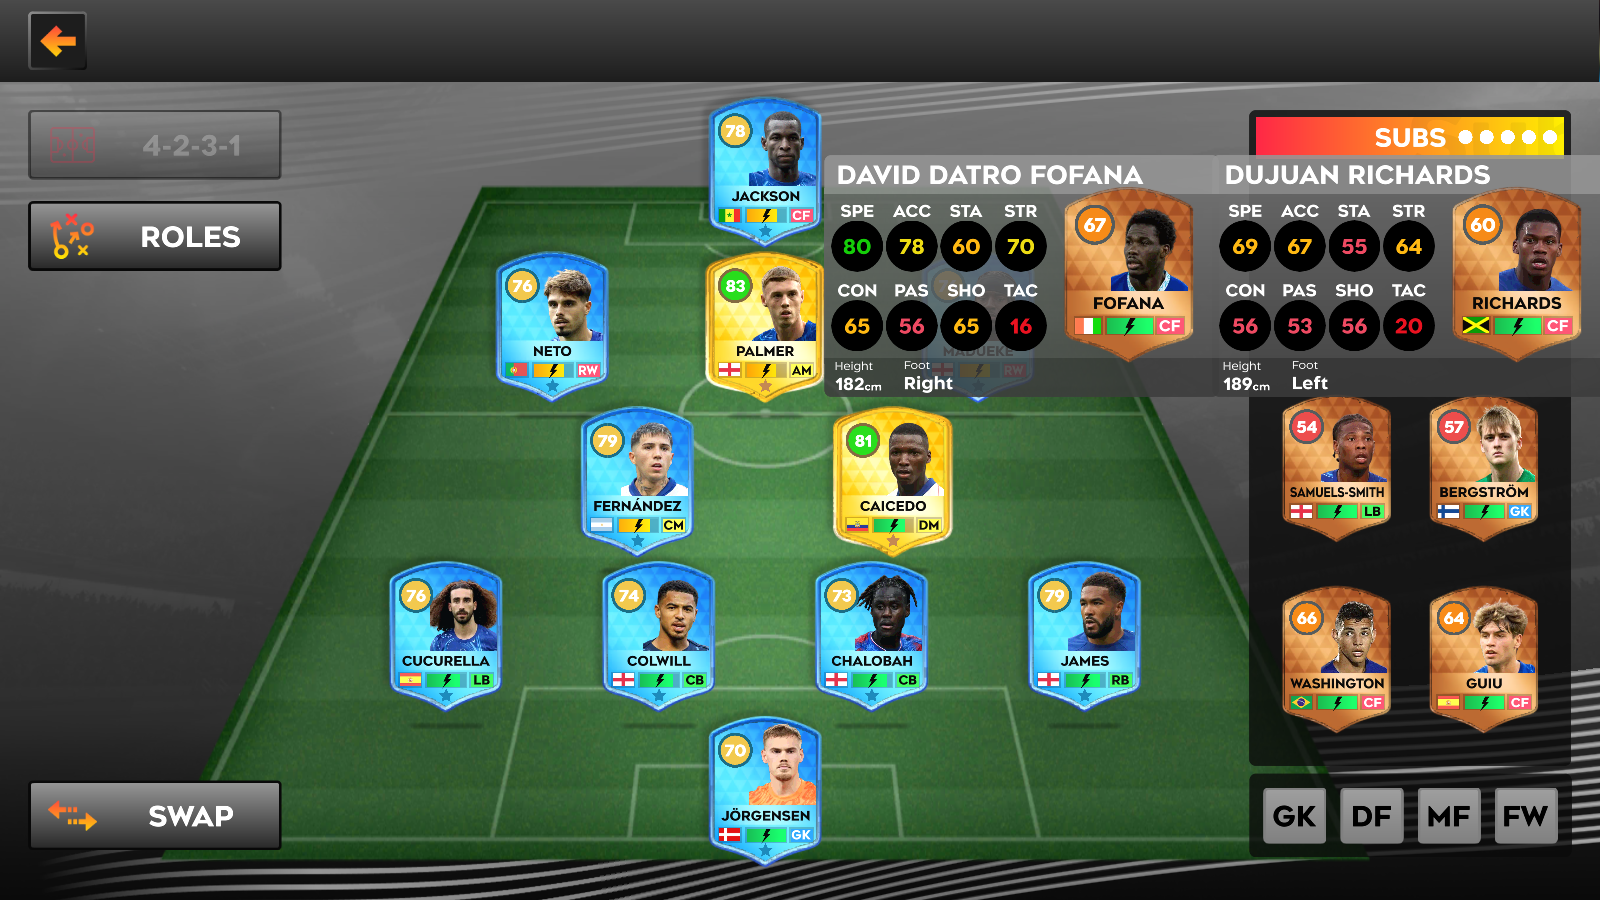 4-2-3-1
ROLES
SWAP
SUBS
78
JACKSON
CF
76
NETO
RW
83
PALMER
AM
MADUEKE
RW
79
FERNÁNDEZ
CM
81
CAICEDO
DM
76
CUCURELLA
LB
74
COLWILL
CB
73
CHALOBAH
CB
79
JAMES
RB
70
JÖRGENSEN
GK
DAVID DATRO FOFANA
SPE ACC STA STR
80 78 60 70
CON PAS SHO TAC
65 56 65 16
Height Foot
182cm Right
67
FOFANA
CF
DUJUAN RICHARDS
SPE ACC STA STR
69 67 55 64
CON PAS SHO TAC
56 53 56 20
Height Foot
189cm Left
60
RICHARDS
CF
54
SAMUELS-SMITH
LB
57
BERGSTRÖM
GK
66
WASHINGTON
CF
64
GUIU
CF
GK DF MF FW